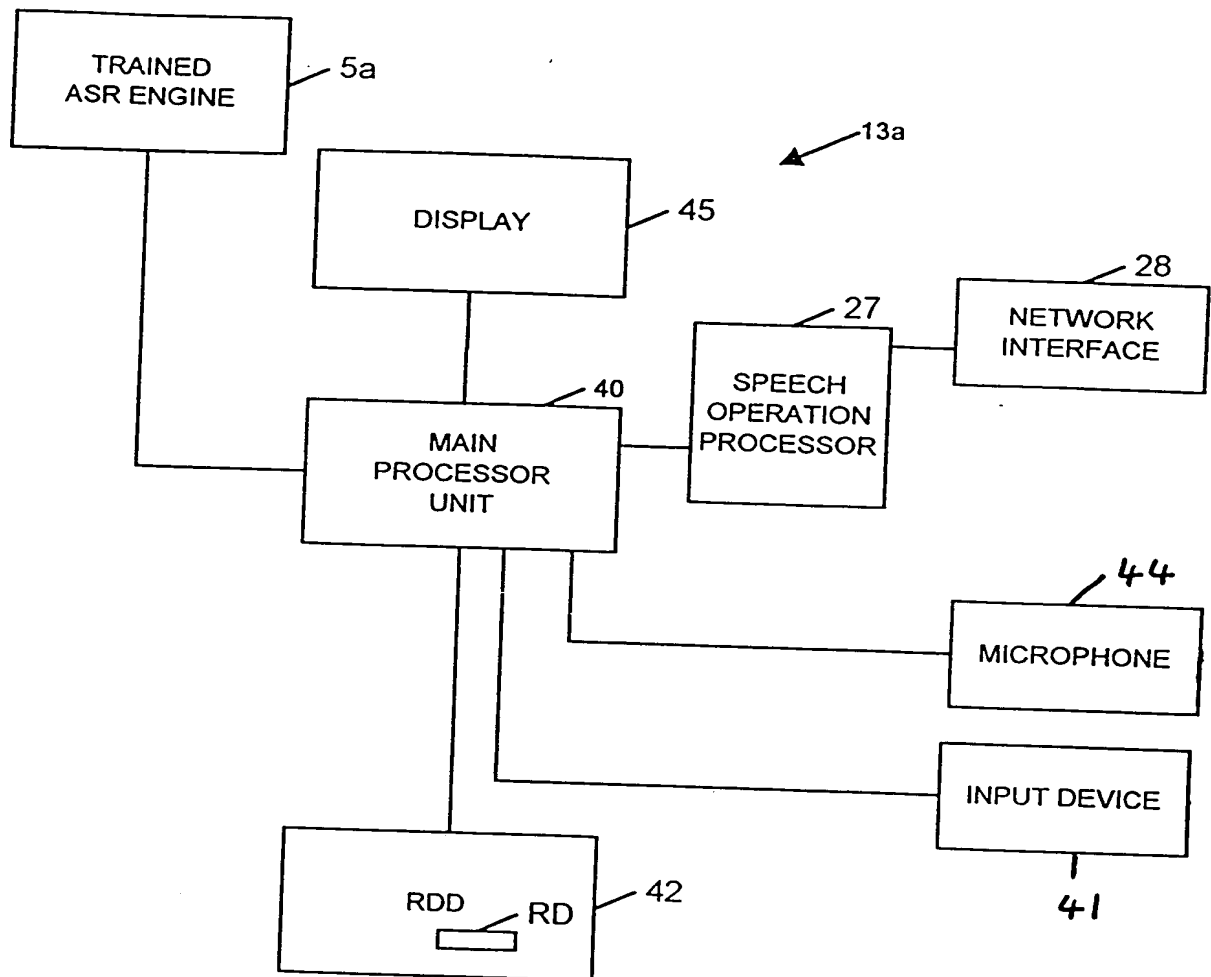 TRAINED
ASR ENGINE
5a
13a
DISPLAY
45
28
NETWORK
INTERFACE
27
SPEECH
OPERATION
PROCESSOR
40
MAIN
PROCESSOR
UNIT
44
MICROPHONE
INPUT DEVICE
41
RDD
RD
42